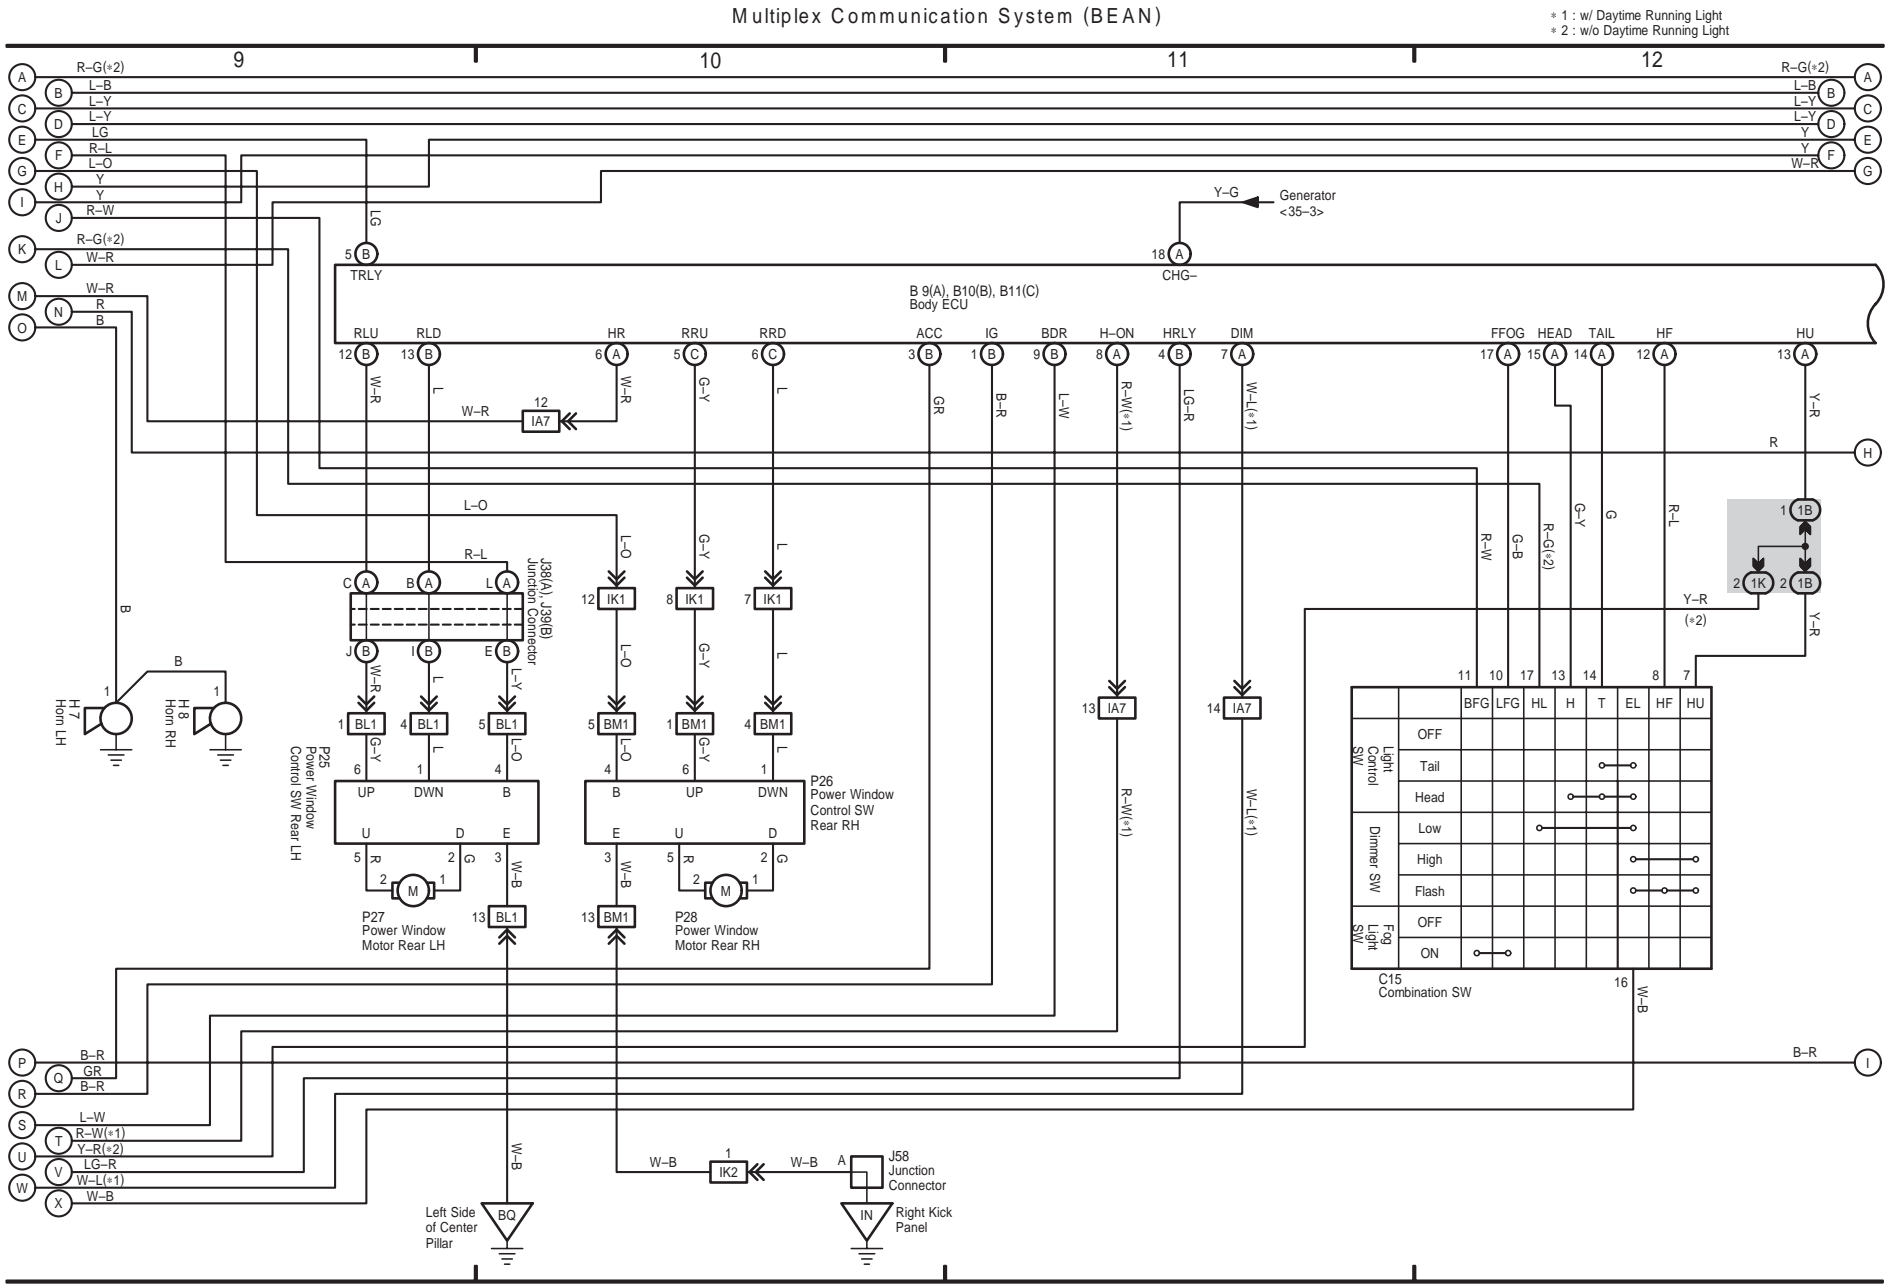 Multiplex Communication System (BEAN)
∗ 1 : w/ Daytime Running Light
∗ 2 : w/o Daytime Running Light
9 10 11 12
A R–G(∗2) R–G(∗2) A
B L–B L–B B
C L–Y L–Y C
D L–Y L–Y D
E LG Y E
F R–L Y F
G L–O W–R G
H Y
I Y
J R–W
K R–G(∗2)
L W–R
M W–R
N R
O B
LG
Y–G Generator
<35–3>
5 B 18 A
TRLY CHG–
B 9(A), B10(B), B11(C)
Body ECU
RLU RLD HR RRU RRD ACC IG BDR H–ON HRLY DIM FFOG HEAD TAIL HF HU
12 B 13 B 6 A 5 C 6 C 3 B 1 B 9 B 8 A 4 B 7 A 17 A 15 A 14 A 12 A 13 A
W–R L W–R G–Y L GR B–R L–W R–W(∗1) LG–R W–L(∗1) Y–R
W–R 12 IA7
R H
L–O
R–L
L–O G–Y L
R–W G–B R–G(∗2) G–Y G R–L
1 1B
2 1K 2 1B
Y–R
(∗2)
Y–R
C A B A L A
J38(A), J39(B)
Junction Connector
12 IK1 8 IK1 7 IK1
J B I B E B
W–R L L–Y L–O G–Y L
B
B
1 1
H 7
Horn LH
H 8
Horn RH
1 BL1 4 BL1 5 BL1 5 BM1 1 BM1 4 BM1
13 IA7 14 IA7
G–Y L L–O L–O G–Y L
6 1 4 4 6 1
UP DWN B B UP DWN
U D E E U D
P25
Power Window
Control SW Rear LH
P26
Power Window
Control SW
Rear RH
5 R 2 G 3 W–B 3 W–B 5 R 2 G
2 M 1 2 M 1
R–W(∗1) W–L(∗1)
P27
Power Window
Motor Rear LH
13 BL1 13 BM1
P28
Power Window
Motor Rear RH
11 10 17 13 14 8 7
BFG LFG HL H T EL HF HU
Light
Control
SW
OFF
Tail
Head
Dimmer SW
Low
High
Flash
Fog
Light
SW
OFF
ON
C15
Combination SW
16 W–B
P B–R B–R I
Q GR
R B–R
S L–W
T R–W(∗1)
U Y–R(∗2)
V LG–R
W W–L(∗1)
X W–B
W–B
W–B 1 IK2 W–B A
J58
Junction
Connector
Left Side
of Center
Pillar
BQ
IN
Right Kick
Panel